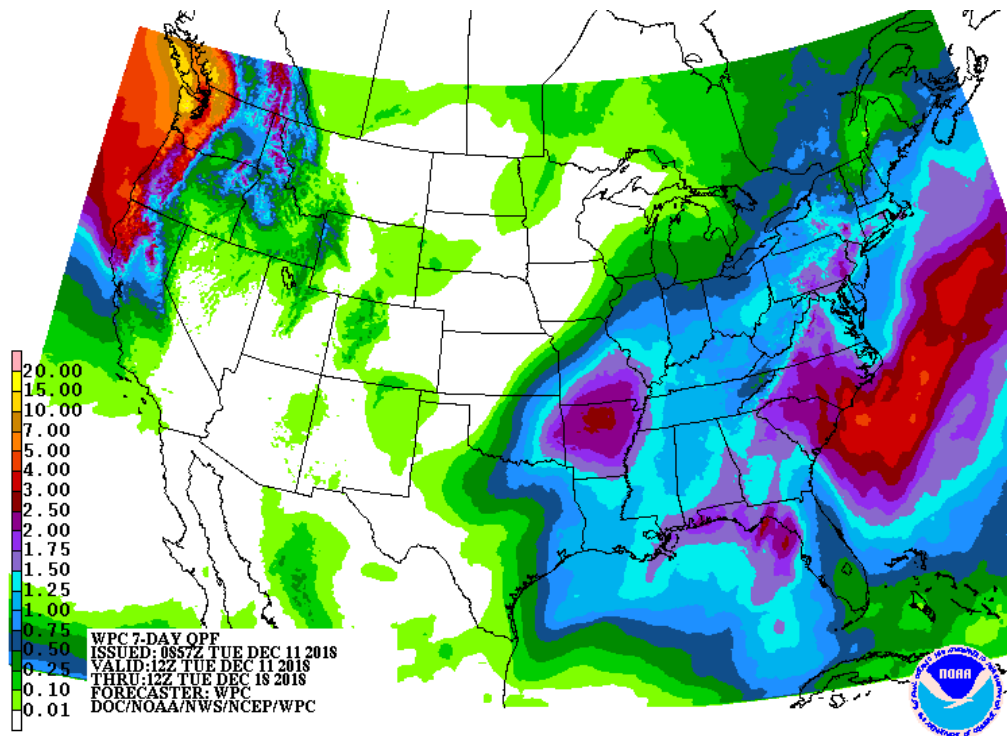 20.00
15.00
10.00
7.00
5.00
4.00
3.00
2.50
2.00
1.75
1.50
1.25
1.00
0.75
0.50
0.25
0.10
0.01
WPC 7-DAY QPF
ISSUED: 0857Z TUE DEC 11 2018
VALID:12Z TUE DEC 11 2018
THRU:12Z TUE DEC 18 2018
FORECASTER: WPC
DOC/NOAA/NWS/NCEP/WPC
NOAA